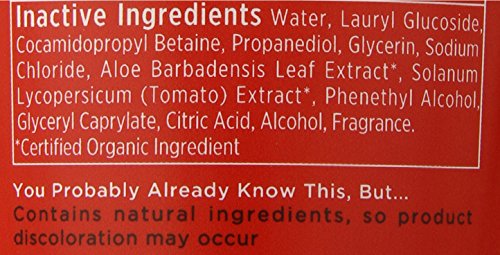 Inactive Ingredients Water, Lauryl Glucoside,
Cocamidopropyl Betaine, Propanediol, Glycerin, Sodium
Chloride, Aloe Barbadensis Leaf Extract*, Solanum
Lycopersicum (Tomato) Extract*, Phenethyl Alcohol,
Glyceryl Caprylate, Citric Acid, Alcohol, Fragrance.
*Certified Organic Ingredient
You Probably Already Know This, But...
Contains natural ingredients, so product
discoloration may occur